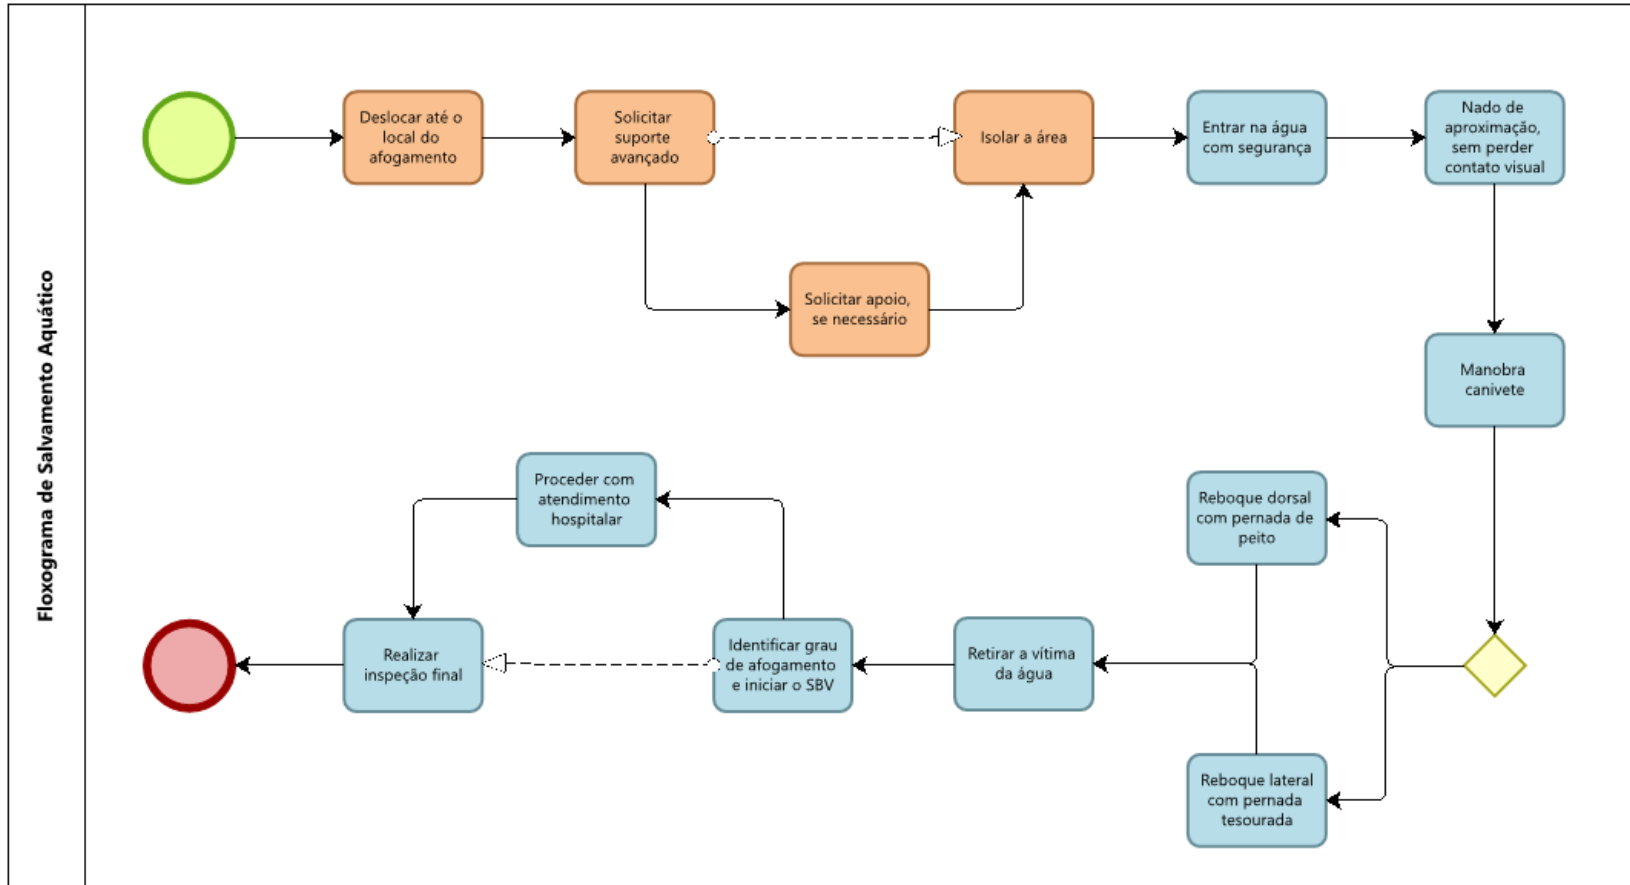 Floxograma de Salvamento Aquático
Deslocar até o
local do
afogamento
Solicitar
suporte
avançado
Isolar a área
Entrar na água
com segurança
Nado de
aproximação,
sem perder
contato visual
Solicitar apoio,
se necessário
Manobra
canivete
Reboque dorsal
com pernada de
peito
Reboque lateral
com pernada
tesourada
Retirar a vítima
da água
Identificar grau
de afogamento
e iniciar o SBV
Proceder com
atendimento
hospitalar
Realizar
inspeção final